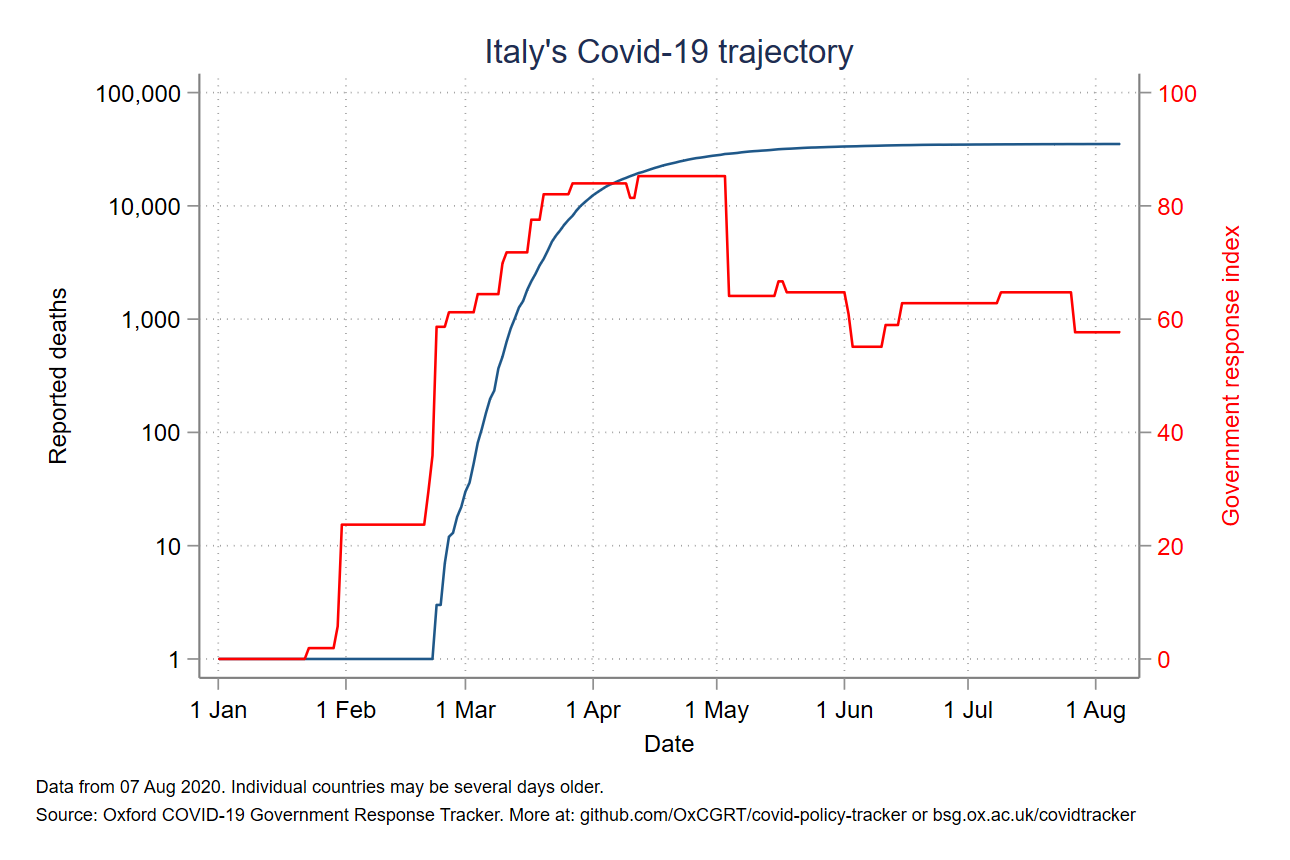 Italy's Covid-19 trajectory
100,000
10,000
1,000
100
10
1
Reported deaths
100
80
60
40
20
0
Government response index
1 Jan
1 Feb
1 Mar
1 Apr
1 May
1 Jun
1 Jul
1 Aug
Date
Data from 07 Aug 2020. Individual countries may be several days older.
Source: Oxford COVID-19 Government Response Tracker. More at: github.com/OxCGRT/covid-policy-tracker or bsg.ox.ac.uk/covidtracker